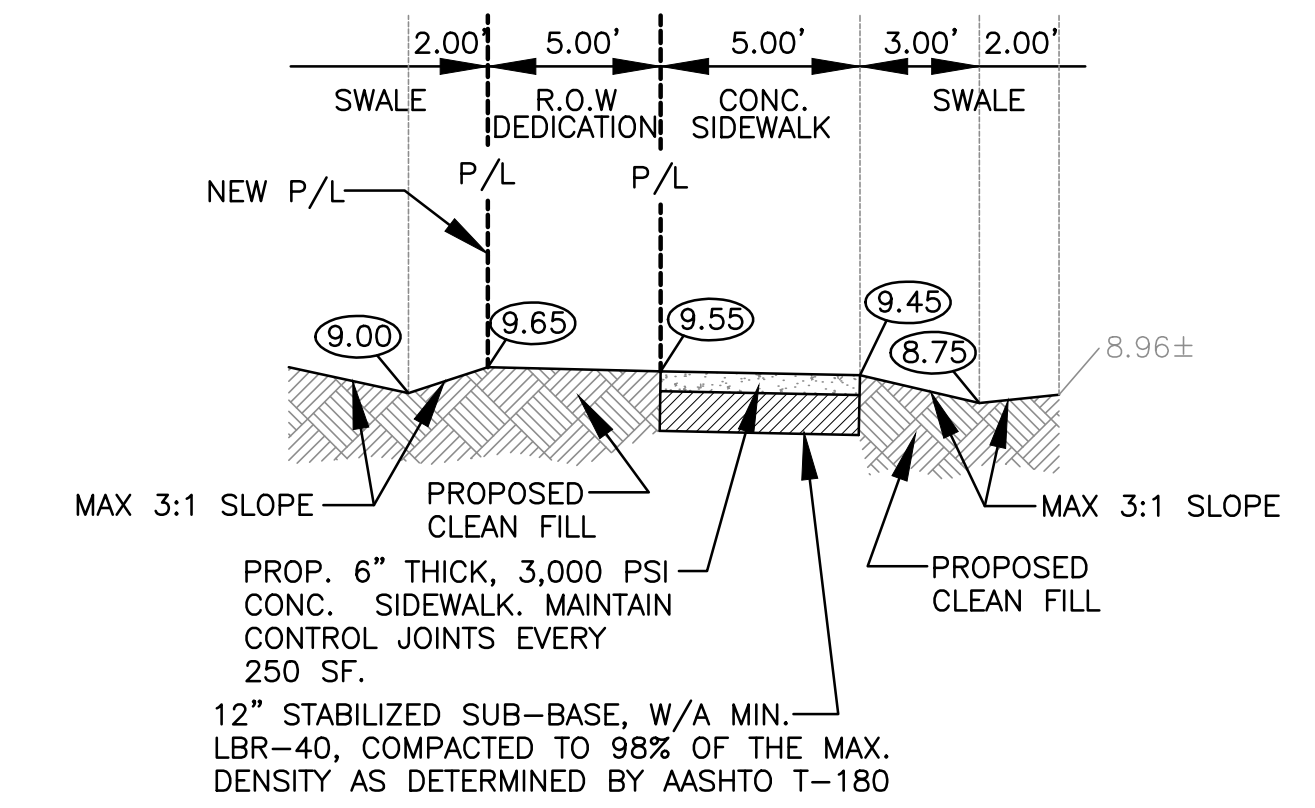 2.00' 5.00' 5.00' 3.00' 2.00'
SWALE R.O.W CONC. SWALE
DEDICATION SIDEWALK
P/L P/L
NEW P/L
9.00 9.65 9.55 9.45
8.75 8.96±
MAX 3:1 SLOPE
PROPOSED
CLEAN FILL
MAX 3:1 SLOPE
PROPOSED
CLEAN FILL
PROP. 6" THICK, 3,000 PSI
CONC. SIDEWALK. MAINTAIN
CONTROL JOINTS EVERY
250 SF.
12" STABILIZED SUB-BASE, W/A MIN.
LBR-40, COMPACTED TO 98% OF THE MAX.
DENSITY AS DETERMINED BY AASHTO T-180